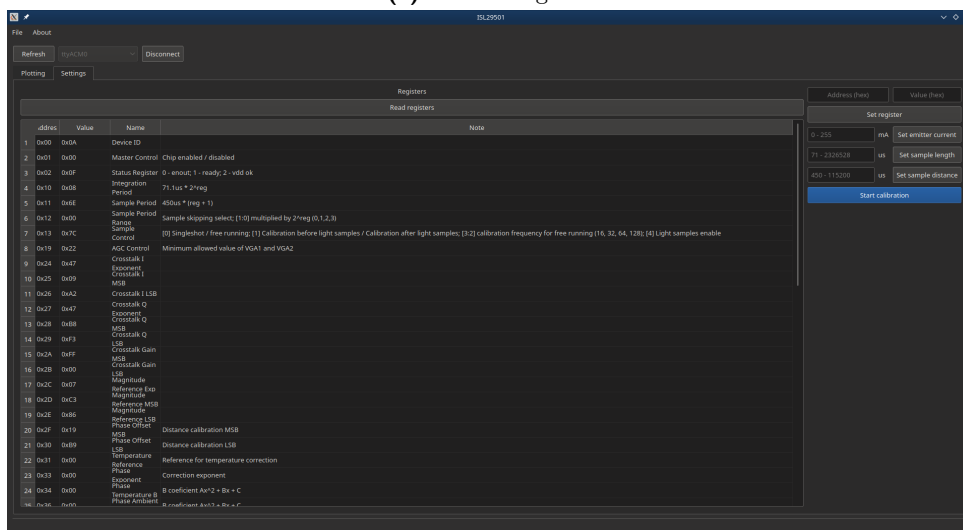 ISL29501
File About
Refresh ttyACM0 Disconnect
Plotting Settings
Registers
Read registers
Address (hex) Value (hex)
Set register
0 - 255 mA Set emitter current
71 - 2326528 us Set sample length
450 - 115200 us Set sample distance
Start calibration
ddres Value Name Note
1 0x00 0x0A Device ID
2 0x01 0x00 Master Control Chip enabled / disabled
3 0x02 0x0F Status Register 0 - enout; 1 - ready; 2 - vdd ok
4 0x10 0x08 Integration Period 71.1us * 2^reg
5 0x11 0x6E Sample Period 450us * (reg + 1)
6 0x12 0x00 Sample Period Range Sample skipping select; [1:0] multiplied by 2^reg (0,1,2,3)
7 0x13 0x7C Sample Control [0] Singleshot / free running; [1] Calibration before light samples / Calibration after light samples; [3:2] calibration frequency for free running (16, 32, 64, 128); [4] Light samples enable
8 0x19 0x22 AGC Control Minimum allowed value of VGA1 and VGA2
9 0x24 0x47 Crosstalk I Exponent
10 0x25 0x09 Crosstalk I MSB
11 0x26 0xA2 Crosstalk I LSB
12 0x27 0x47 Crosstalk Q Exponent
13 0x28 0xB8 Crosstalk Q MSB
14 0x29 0xF3 Crosstalk Q LSB
15 0x2A 0xFF Crosstalk Gain MSB
16 0x2B 0x00 Crosstalk Gain LSB
17 0x2C 0x07 Magnitude Reference Exp
18 0x2D 0xC3 Magnitude Reference MSB
19 0x2E 0x86 Magnitude Reference LSB
20 0x2F 0x19 Phase Offset MSB Distance calibration MSB
21 0x30 0xB9 Phase Offset LSB Distance calibration LSB
22 0x31 0x00 Temperature Reference Reference for temperature correction
23 0x33 0x00 Phase Exponent Correction exponent
24 0x34 0x00 Phase Temperature B B coeficient Ax^2 + Bx + C
25 0x36 0x00 Phase Ambient B coeficient Ax^2 + Bx + C